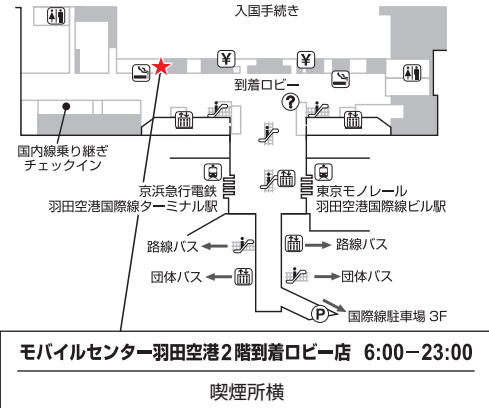 入国手続き
¥
¥
到着ロビー
?
国内線乗り継ぎ
チェックイン
京浜急行電鉄
羽田空港国際線ターミナル駅
東京モノレール
羽田空港国際線ビル駅
路線バス
路線バス
団体バス
団体バス
P
国際線駐車場 3F
モバイルセンター羽田空港2階到着ロビー店 6:00−23:00
喫煙所横